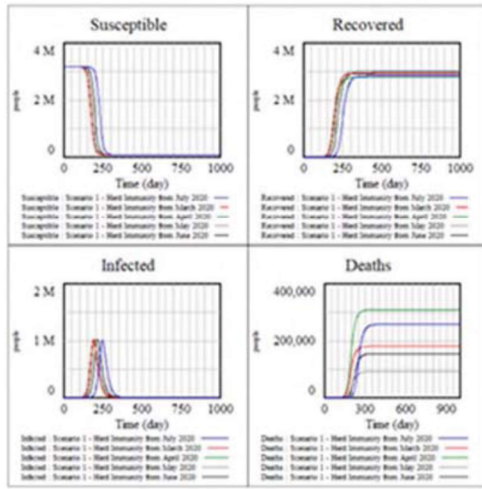 Susceptible
4 M
2 M
0
people
0 250 500 750 1000
Time (day)
Susceptible : Scenario 1 - Herd Immunity from July 2020
Susceptible : Scenario 1 - Herd Immunity from March 2020
Susceptible : Scenario 1 - Herd Immunity from April 2020
Susceptible : Scenario 1 - Herd Immunity from May 2020
Susceptible : Scenario 1 - Herd Immunity from June 2020
Recovered
4 M
2 M
0
people
0 250 500 750 1000
Time (day)
Recovered : Scenario 1 - Herd Immunity from July 2020
Recovered : Scenario 1 - Herd Immunity from March 2020
Recovered : Scenario 1 - Herd Immunity from April 2020
Recovered : Scenario 1 - Herd Immunity from May 2020
Recovered : Scenario 1 - Herd Immunity from June 2020
Infected
2 M
1 M
0
people
0 250 500 750 1000
Time (day)
Infected : Scenario 1 - Herd Immunity from July 2020
Infected : Scenario 1 - Herd Immunity from March 2020
Infected : Scenario 1 - Herd Immunity from April 2020
Infected : Scenario 1 - Herd Immunity from May 2020
Infected : Scenario 1 - Herd Immunity from June 2020
Deaths
400,000
200,000
0
people
0 300 600 900
Time (day)
Deaths : Scenario 1 - Herd Immunity from July 2020
Deaths : Scenario 1 - Herd Immunity from March 2020
Deaths : Scenario 1 - Herd Immunity from April 2020
Deaths : Scenario 1 - Herd Immunity from May 2020
Deaths : Scenario 1 - Herd Immunity from June 2020